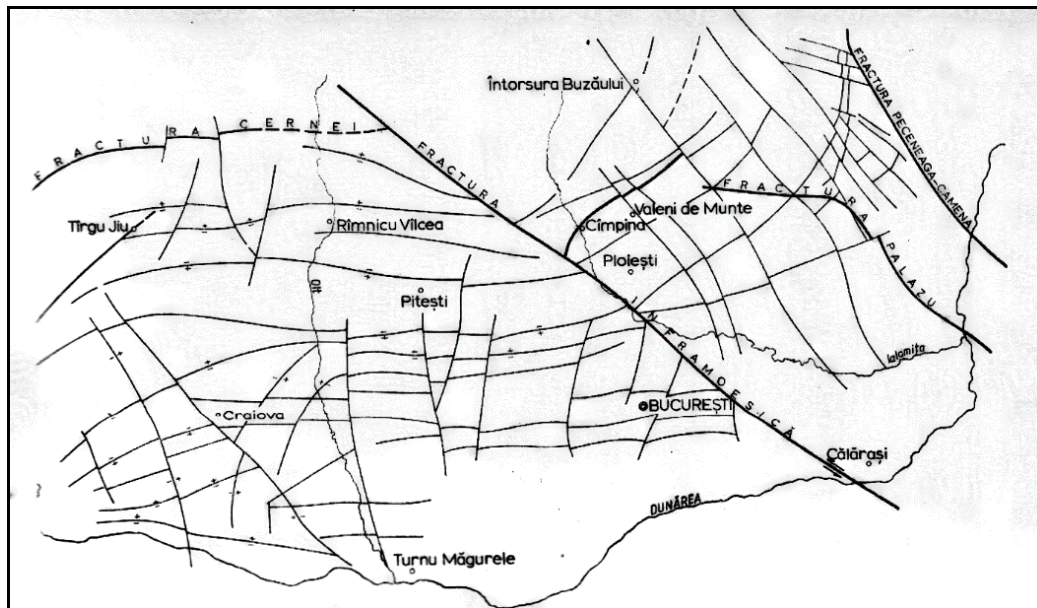 Întorsura Buzăului
FRACTURA PECENEAGA-CAMENA
FRACTURA CERNEI
FRACTURA INFRAMOESICĂ
FRACTURA PALAZU
Tîrgu Jiu
Rîmnicu Vîlcea
Valeni de Munte
Cîmpina
Ploiești
Olt
Pitești
Ialomița
Craiova
BUCUREȘTI
Călărași
DUNĂREA
Turnu Măgurele